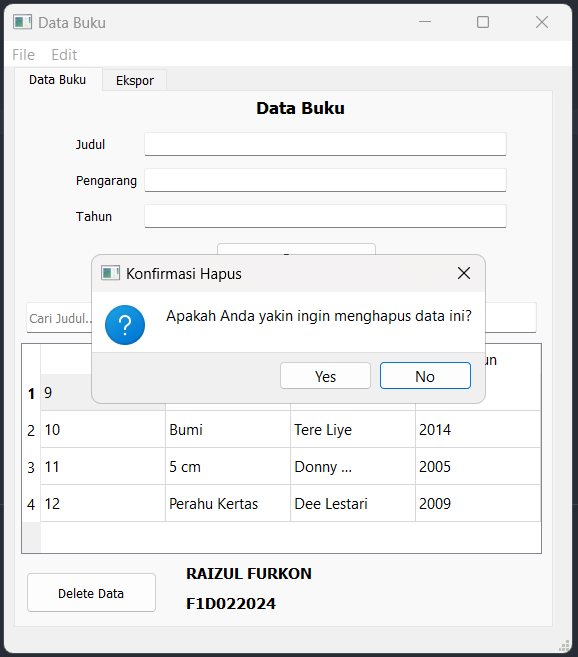 Data Buku
File Edit
Data Buku Ekspor
Data Buku
Judul
Pengarang
Tahun
Konfirmasi Hapus
Apakah Anda yakin ingin menghapus data ini?
Yes No
Cari Judul..
1 9
2 10 Bumi Tere Liye 2014
3 11 5 cm Donny ... 2005
4 12 Perahu Kertas Dee Lestari 2009
Delete Data
RAIZUL FURKON
F1D022024